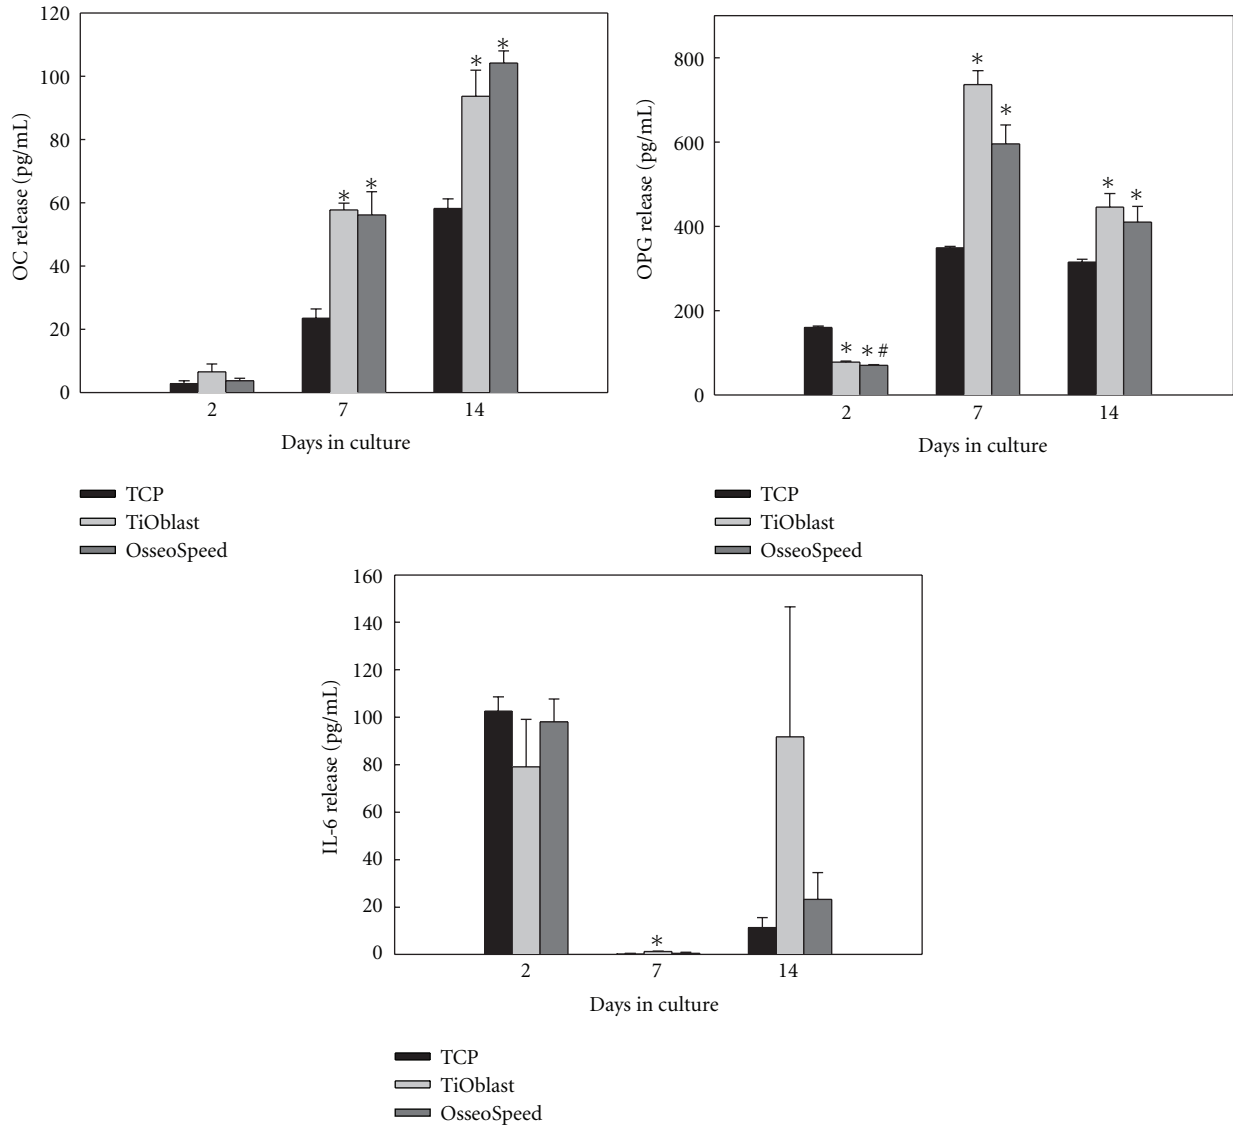 120
100
80
60
40
20
0
OC release (pg/mL)
* *
* *
2 7 14
Days in culture
TCP
TiOblast
OsseoSpeed
800
600
400
200
0
OPG release (pg/mL)
* * #
* *
* *
2 7 14
Days in culture
TCP
TiOblast
OsseoSpeed
160
140
120
100
80
60
40
20
0
IL-6 release (pg/mL)
*
2 7 14
Days in culture
TCP
TiOblast
OsseoSpeed